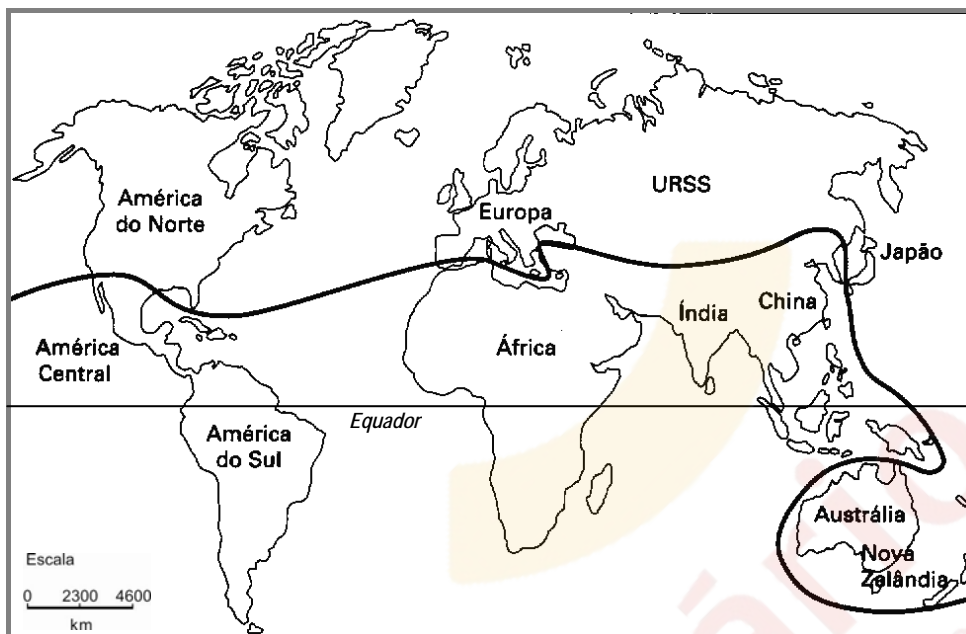 América
do Norte
Europa
URSS
Japão
América
Central
África
Índia
China
Equador
América
do Sul
Austrália
Nova
Zelândia
Escala
0 2300 4600
km